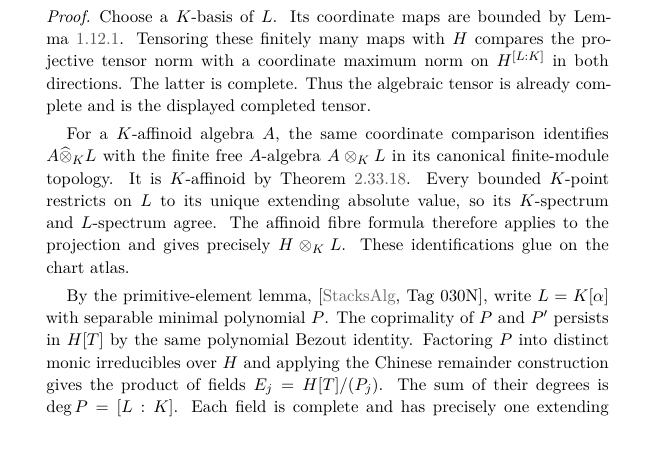 Proof. Choose a K-basis of L. Its coordinate maps are bounded by Lem-
ma 1.12.1. Tensoring these finitely many maps with H compares the pro-
jective tensor norm with a coordinate maximum norm on H^{[L:K]} in both
directions. The latter is complete. Thus the algebraic tensor is already com-
plete and is the displayed completed tensor.
For a K-affinoid algebra A, the same coordinate comparison identifies
A⊗̂_K L with the finite free A-algebra A ⊗_K L in its canonical finite-module
topology. It is K-affinoid by Theorem 2.33.18. Every bounded K-point
restricts on L to its unique extending absolute value, so its K-spectrum
and L-spectrum agree. The affinoid fibre formula therefore applies to the
projection and gives precisely H ⊗_K L. These identifications glue on the
chart atlas.
By the primitive-element lemma, [StacksAlg, Tag 030N], write L = K[α]
with separable minimal polynomial P. The coprimality of P and P′ persists
in H[T] by the same polynomial Bezout identity. Factoring P into distinct
monic irreducibles over H and applying the Chinese remainder construction
gives the product of fields E_j = H[T]/(P_j). The sum of their degrees is
deg P = [L : K]. Each field is complete and has precisely one extending